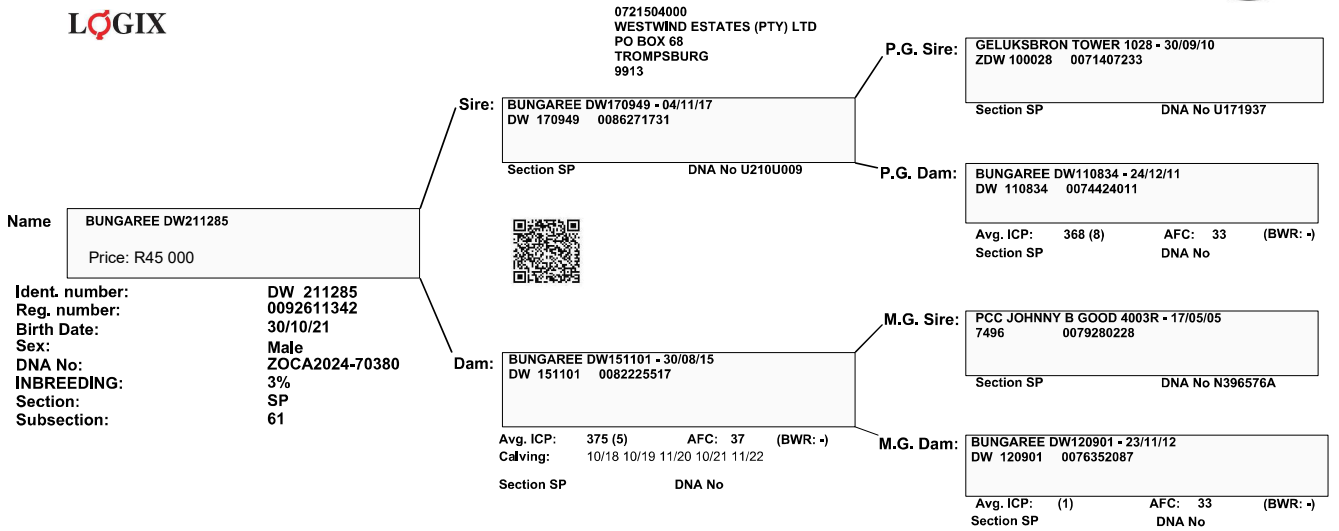 LOGIX
0721504000
WESTWIND ESTATES (PTY) LTD
PO BOX 68
TROMPSBURG
9913
Name
BUNGAREE DW211285
Price: R45 000
Ident. number: DW 211285
Reg. number: 0092611342
Birth Date: 30/10/21
Sex: Male
DNA No: ZOCA2024-70380
INBREEDING: 3%
Section: SP
Subsection: 61
Sire:
BUNGAREE DW170949 - 04/11/17
DW 170949 0086271731
Section SP DNA No U210U009
Dam:
BUNGAREE DW151101 - 30/08/15
DW 151101 0082225517
Avg. ICP: 375 (5) AFC: 37 (BWR: -)
Calving: 10/18 10/19 11/20 10/21 11/22
Section SP DNA No
P.G. Sire:
GELUKSBRON TOWER 1028 - 30/09/10
ZDW 100028 0071407233
Section SP DNA No U171937
P.G. Dam:
BUNGAREE DW110834 - 24/12/11
DW 110834 0074424011
Avg. ICP: 368 (8) AFC: 33 (BWR: -)
Section SP DNA No
M.G. Sire:
PCC JOHNNY B GOOD 4003R - 17/05/05
7496 0079280228
Section SP DNA No N396576A
M.G. Dam:
BUNGAREE DW120901 - 23/11/12
DW 120901 0076352087
Avg. ICP: (1) AFC: 33 (BWR: -)
Section SP DNA No